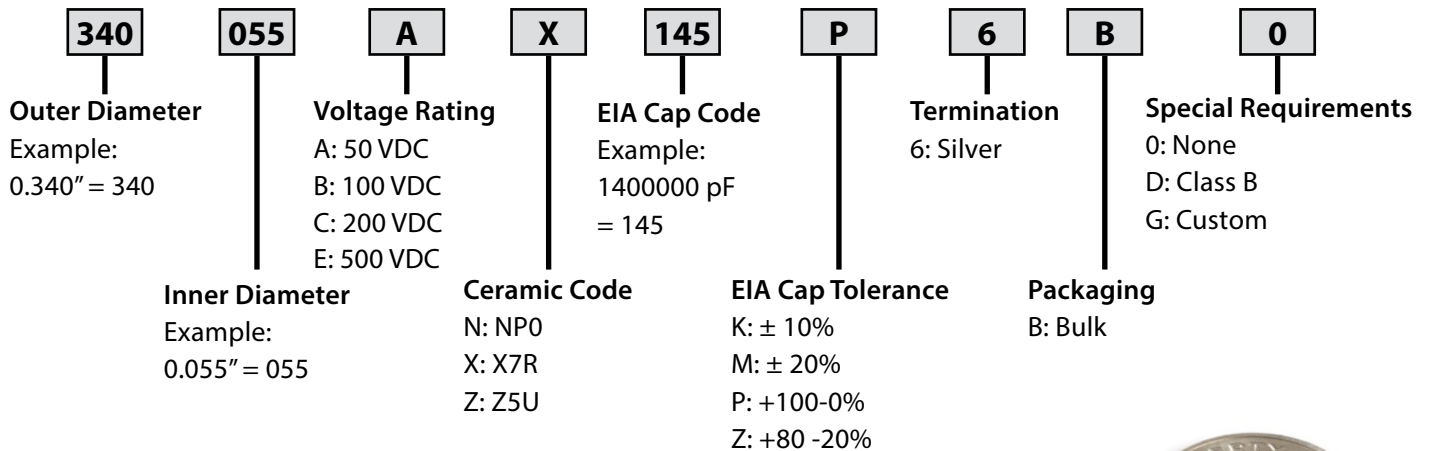 340 055 A X 145 P 6 B 0
Outer Diameter
Example:
0.340” = 340
Inner Diameter
Example:
0.055” = 055
Voltage Rating
A: 50 VDC
B: 100 VDC
C: 200 VDC
E: 500 VDC
Ceramic Code
N: NP0
X: X7R
Z: Z5U
EIA Cap Code
Example:
1400000 pF
= 145
EIA Cap Tolerance
K: ± 10%
M: ± 20%
P: +100-0%
Z: +80 -20%
Termination
6: Silver
Packaging
B: Bulk
Special Requirements
0: None
D: Class B
G: Custom